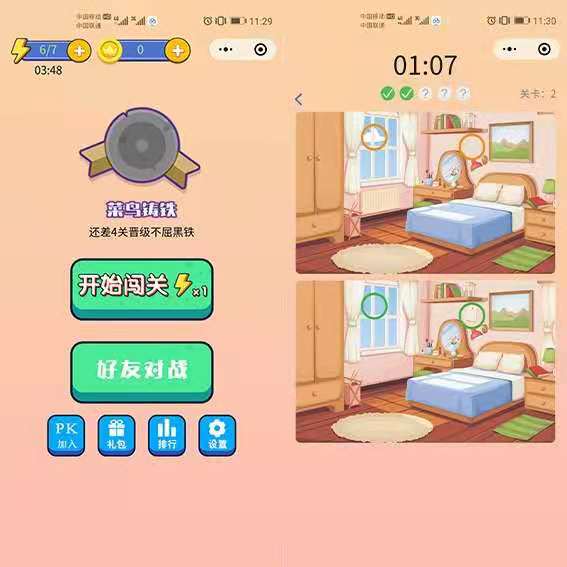 中国移动 HD
中国联通
11:29
6/7
0
03:48
菜鸟铸铁
还差4关晋级不屈黑铁
开始闯关 ×1
好友对战
PK
加入
礼包
排行
设置
中国移动 HD
中国联通
11:30
01:07
? ? ?
关卡: 2